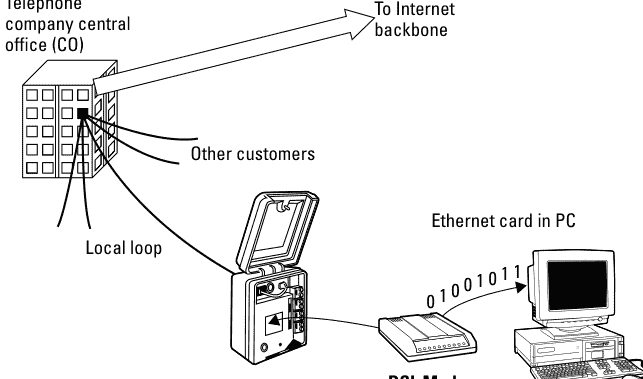 Telephone
company central
office (CO)
To Internet
backbone
Other customers
Local loop
Ethernet card in PC
01001011